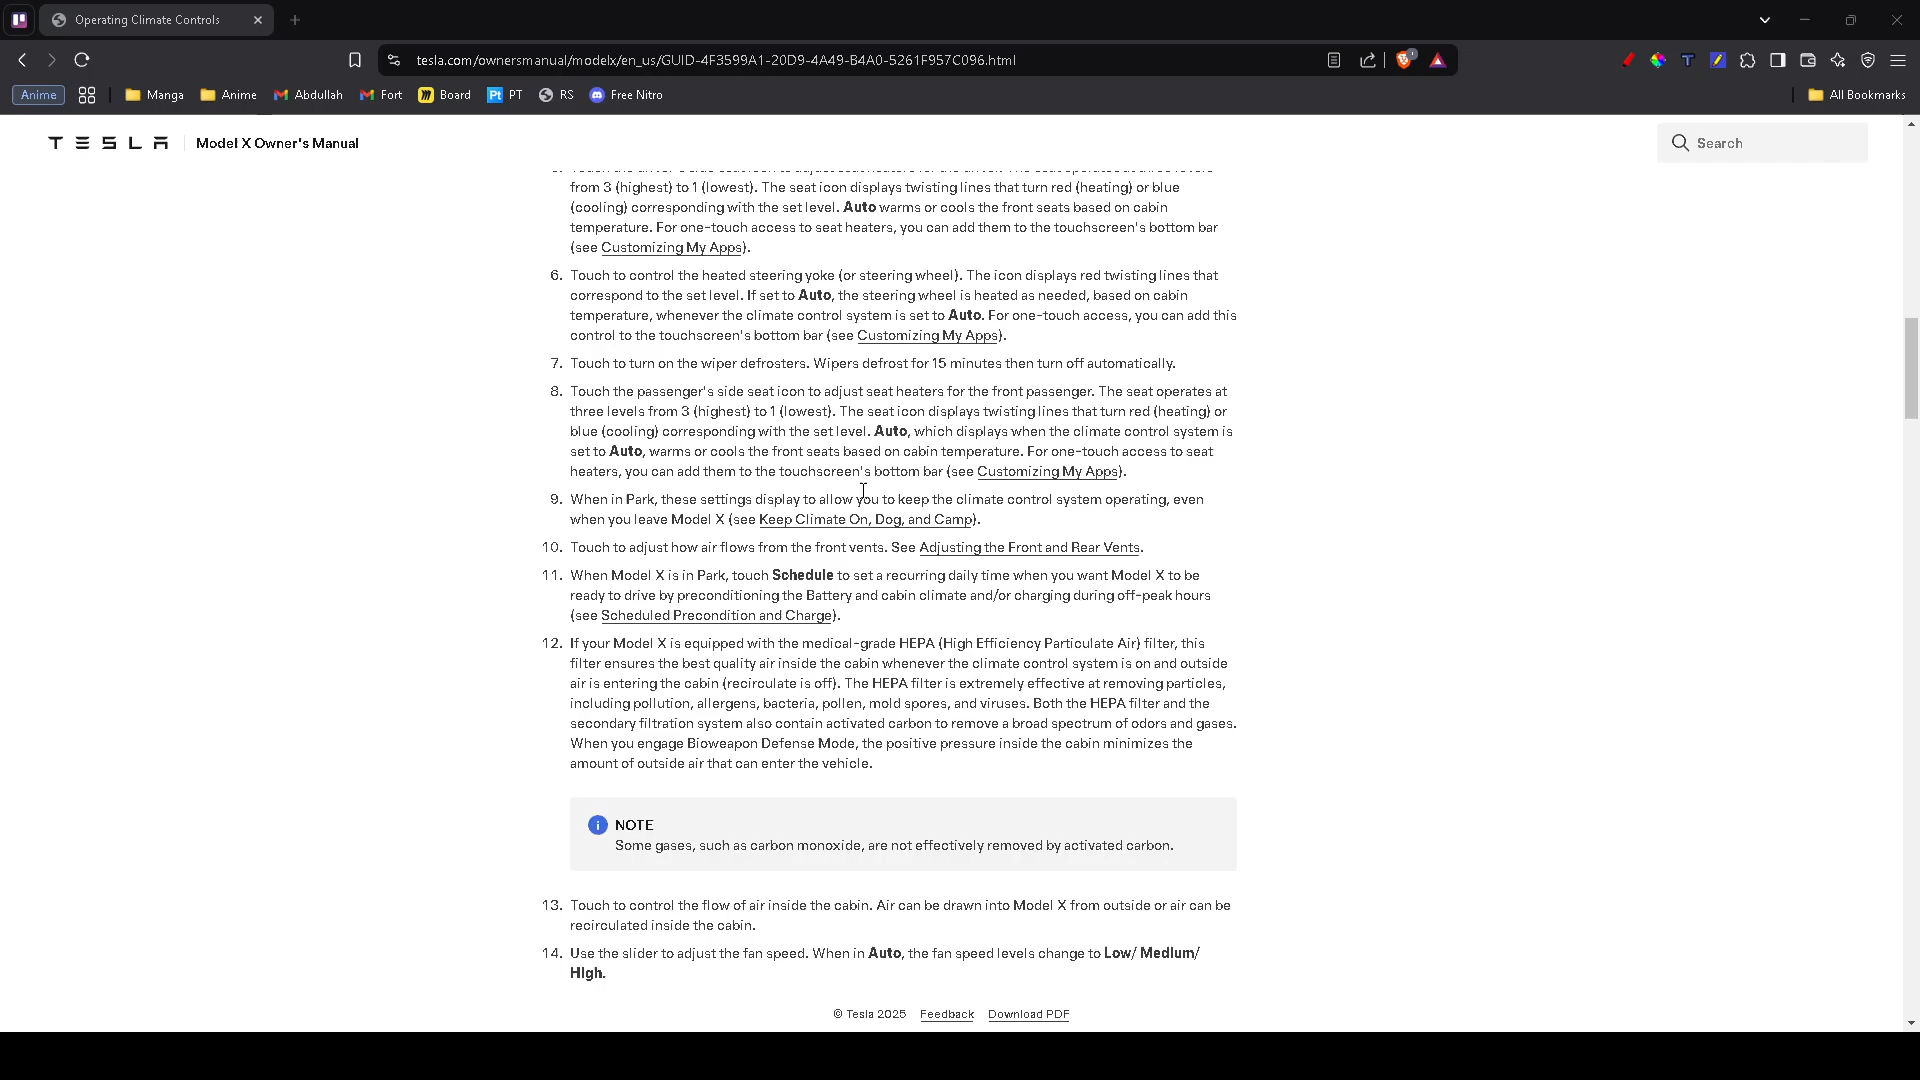 Operating Climate Controls
tesla.com/ownersmanual/modelx/en_us/GUID-4F3599A1-20D9-4A49-B4A0-5261F957C096.html
Anime
Manga
Anime
Abdullah
Fort
Board
PT
RS
Free Nitro
All Bookmarks
TESLA
Model X Owner's Manual
Search
from 3 (highest) to 1 (lowest). The seat icon displays twisting lines that turn red (heating) or blue
(cooling) corresponding with the set level. Auto warms or cools the front seats based on cabin
temperature. For one-touch access to seat heaters, you can add them to the touchscreen's bottom bar
(see Customizing My Apps).
6. Touch to control the heated steering yoke (or steering wheel). The icon displays red twisting lines that
correspond to the set level. If set to Auto, the steering wheel is heated as needed, based on cabin
temperature, whenever the climate control system is set to Auto. For one-touch access, you can add this
control to the touchscreen's bottom bar (see Customizing My Apps).
7. Touch to turn on the wiper defrosters. Wipers defrost for 15 minutes then turn off automatically.
8. Touch the passenger's side seat icon to adjust seat heaters for the front passenger. The seat operates at
three levels from 3 (highest) to 1 (lowest). The seat icon displays twisting lines that turn red (heating) or
blue (cooling) corresponding with the set level. Auto, which displays when the climate control system is
set to Auto, warms or cools the front seats based on cabin temperature. For one-touch access to seat
heaters, you can add them to the touchscreen's bottom bar (see Customizing My Apps).
9. When in Park, these settings display to allow you to keep the climate control system operating, even
when you leave Model X (see Keep Climate On, Dog, and Camp).
10. Touch to adjust how air flows from the front vents. See Adjusting the Front and Rear Vents.
11. When Model X is in Park, touch Schedule to set a recurring daily time when you want Model X to be
ready to drive by preconditioning the Battery and cabin climate and/or charging during off-peak hours
(see Scheduled Precondition and Charge).
12. If your Model X is equipped with the medical-grade HEPA (High Efficiency Particulate Air) filter, this
filter ensures the best quality air inside the cabin whenever the climate control system is on and outside
air is entering the cabin (recirculate is off). The HEPA filter is extremely effective at removing particles,
including pollution, allergens, bacteria, pollen, mold spores, and viruses. Both the HEPA filter and the
secondary filtration system also contain activated carbon to remove a broad spectrum of odors and gases.
When you engage Bioweapon Defense Mode, the positive pressure inside the cabin minimizes the
amount of outside air that can enter the vehicle.
NOTE
Some gases, such as carbon monoxide, are not effectively removed by activated carbon.
13. Touch to control the flow of air inside the cabin. Air can be drawn into Model X from outside or air can be
recirculated inside the cabin.
14. Use the slider to adjust the fan speed. When in Auto, the fan speed levels change to Low/ Medium/
High.
© Tesla 2025 Feedback Download PDF